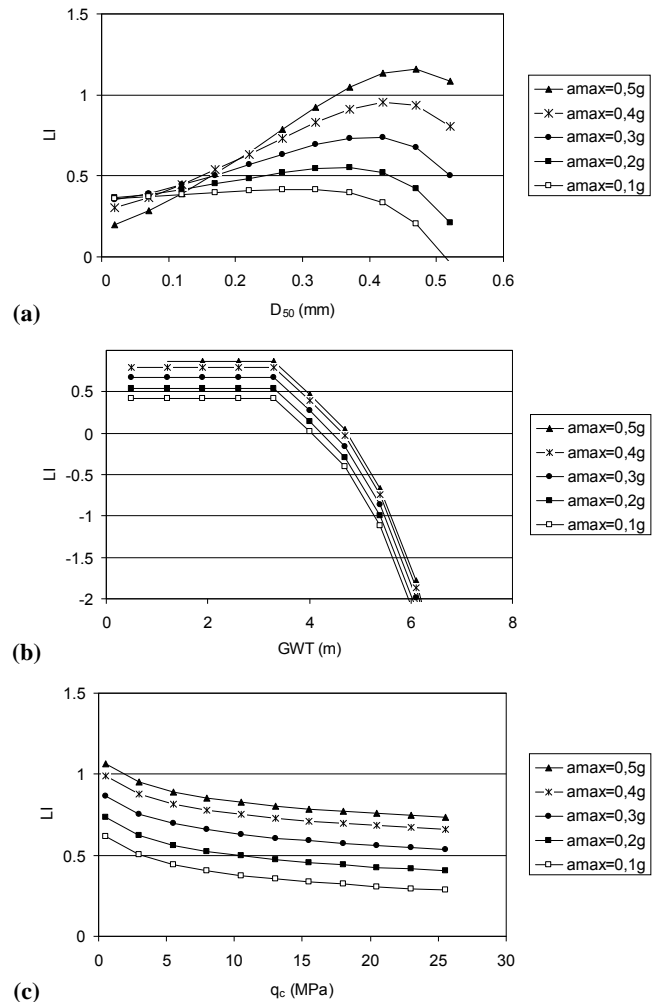 1.5
1
0.5
0
LI
0 0.1 0.2 0.3 0.4 0.5 0.6
D₅₀ (mm)
amax=0,5g
amax=0,4g
amax=0,3g
amax=0,2g
amax=0,1g
(a)
0.5
0
-0.5
-1
-1.5
-2
LI
0 2 4 6 8
GWT (m)
amax=0,5g
amax=0,4g
amax=0,3g
amax=0,2g
amax=0,1g
(b)
1.5
1
0.5
0
LI
0 5 10 15 20 25 30
q_c (MPa)
amax=0,5g
amax=0,4g
amax=0,3g
amax=0,2g
amax=0,1g
(c)